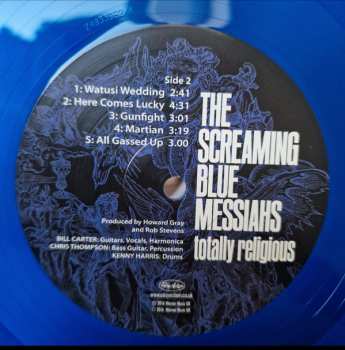 Side 2
1: Watusi Wedding 2:41
2: Here Comes Lucky 4:31
3: Gunfight 3:01
4: Martian 3:19
5: All Gassed Up 3.00
THE
SCREAMING
BLUE
MESSIAHS
totally religious
Produced by Howard Gray
and Rob Stevens
BILL CARTER: Guitars, Vocals, Harmonica
CHRIS THOMPSON: Bass Guitar, Percussion
KENNY HARRIS: Drums